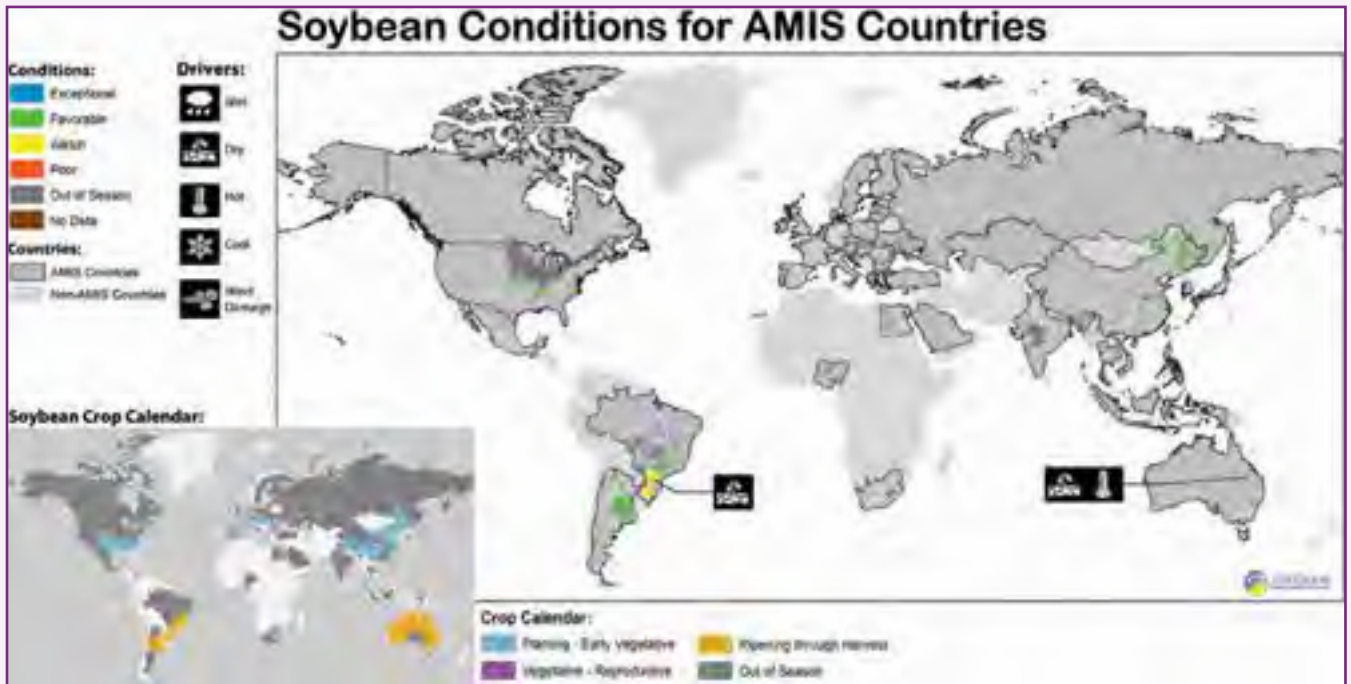 Soybean Conditions for AMIS Countries
Conditions:
Exceptional
Favorable
Watch
Poor
Out of Season
No Data
Countries:
AMIS Countries
Non-AMIS Countries
Drivers:
Wet
Dry
Hot
Cool
Damage
Soybean Crop Calendar:
Crop Calendar:
Planting - Early Vegetative
Vegetative - Reproductive
Ripening through Harvest
Out of Season